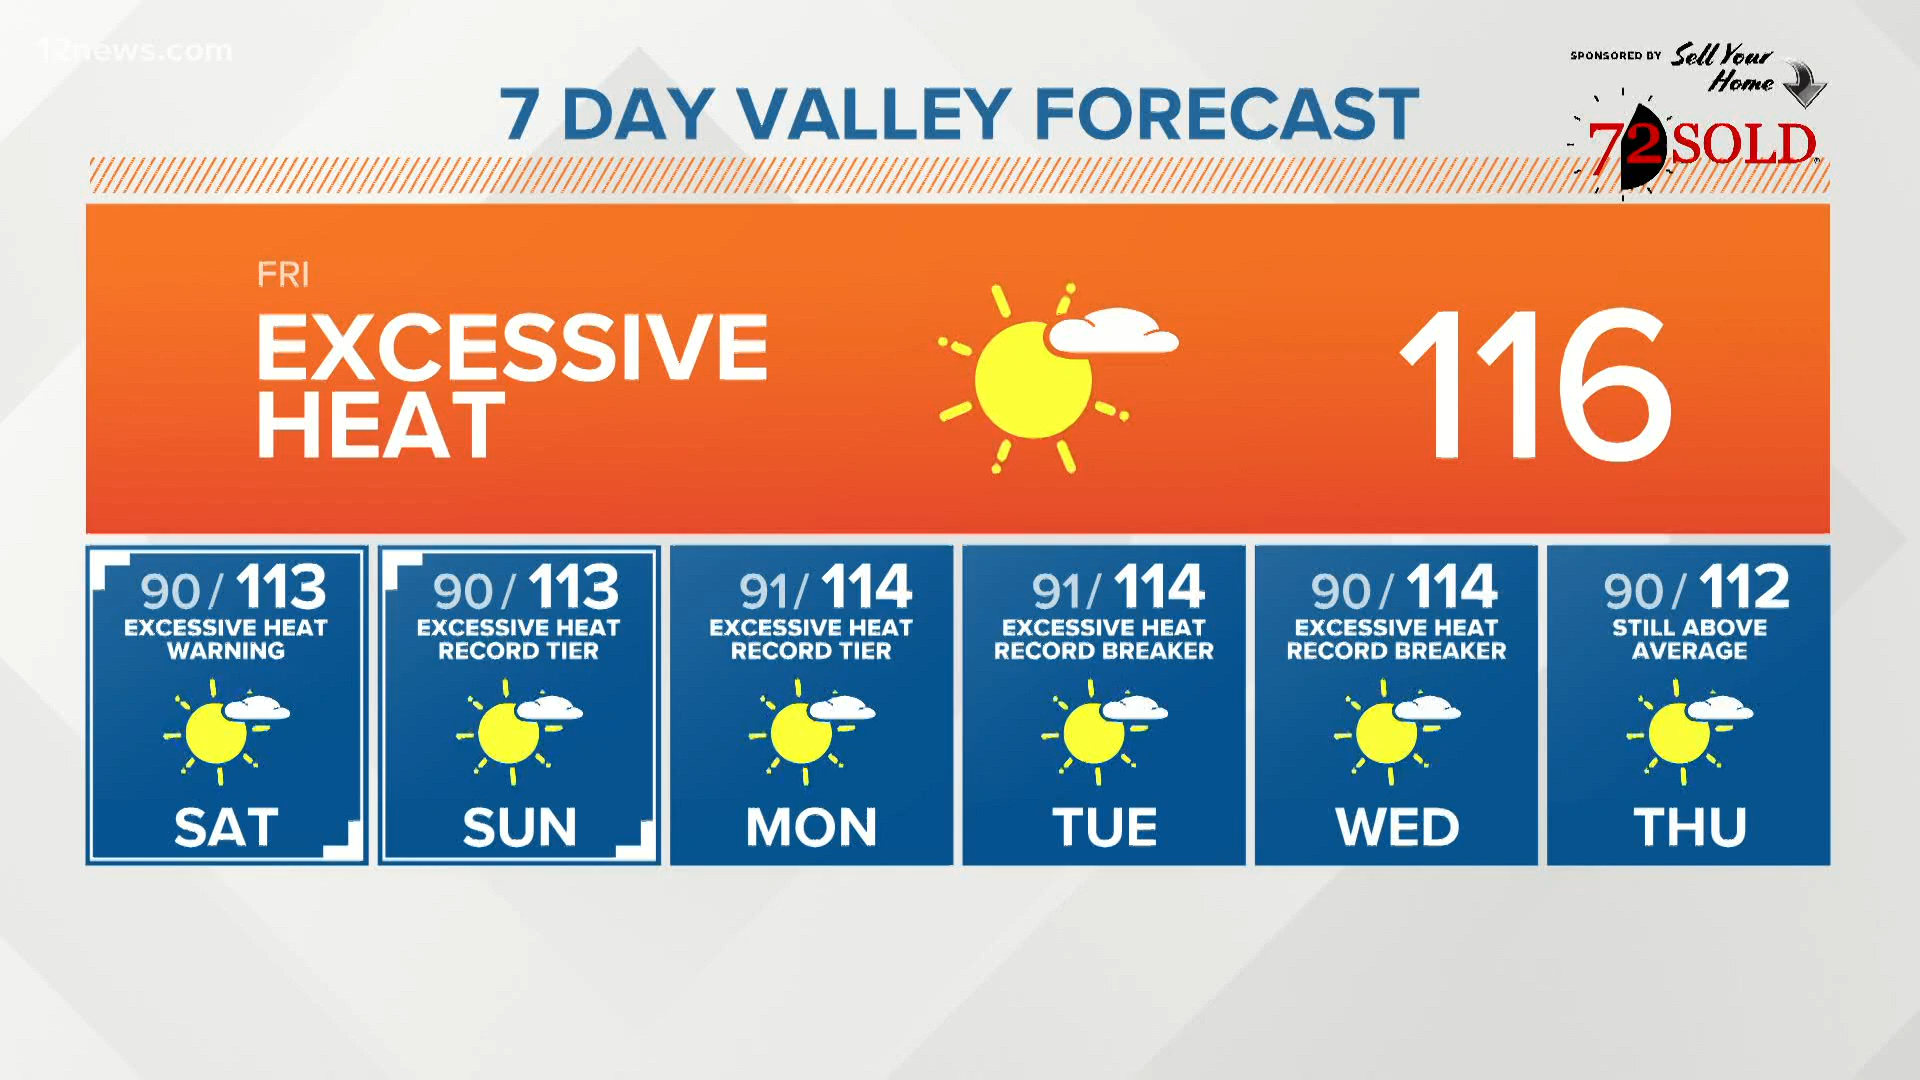 12news.com
SPONSORED BY Sell Your
Home
7 DAY VALLEY FORECAST
72SOLD
FRI
EXCESSIVE
HEAT
116
90/113
EXCESSIVE HEAT
WARNING
SAT
90/113
EXCESSIVE HEAT
RECORD TIER
SUN
91/114
EXCESSIVE HEAT
RECORD TIER
MON
91/114
EXCESSIVE HEAT
RECORD BREAKER
TUE
90/114
EXCESSIVE HEAT
RECORD BREAKER
WED
90/112
STILL ABOVE
AVERAGE
THU